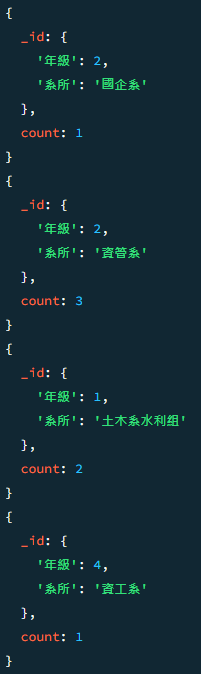 {
  _id: {
    '年級': 2,
    '系所': '國企系'
  },
  count: 1
}
{
  _id: {
    '年級': 2,
    '系所': '資管系'
  },
  count: 3
}
{
  _id: {
    '年級': 1,
    '系所': '土木系水利組'
  },
  count: 2
}
{
  _id: {
    '年級': 4,
    '系所': '資工系'
  },
  count: 1
}